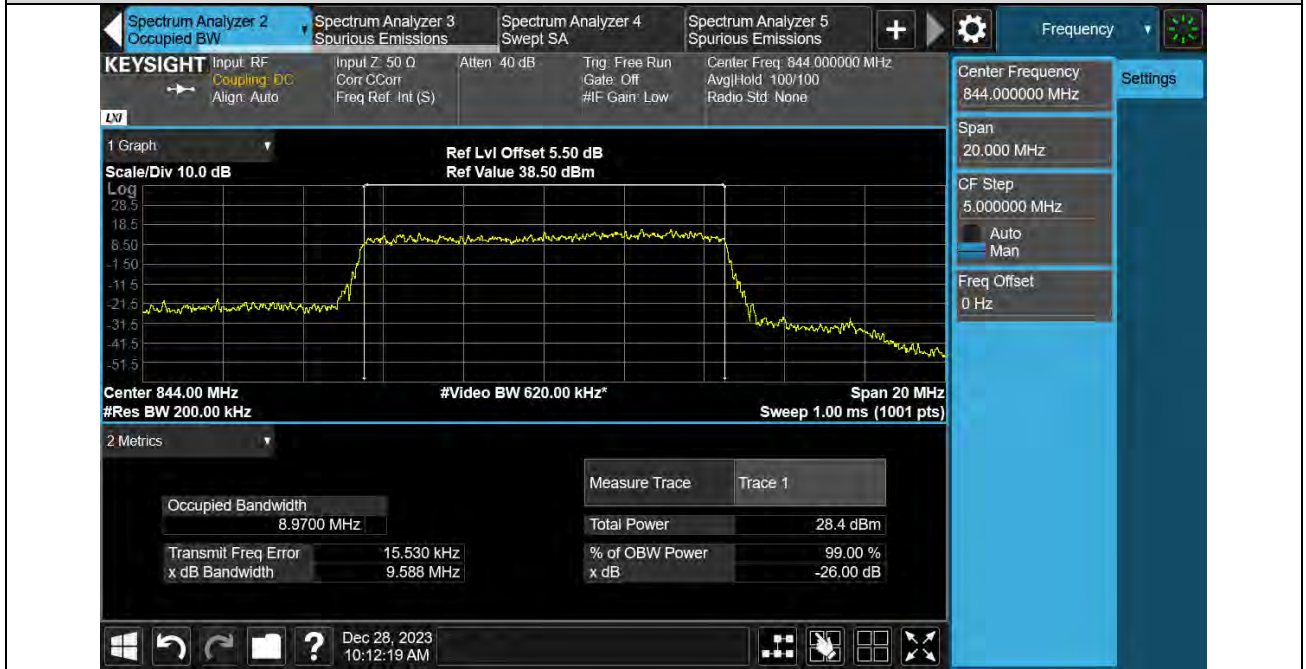 Spectrum Analyzer 2
Occupied BW
Spectrum Analyzer 3
Spurious Emissions
Spectrum Analyzer 4
Swept SA
Spectrum Analyzer 5
Spurious Emissions
+
Frequency
KEYSIGHT
Input: RF
Coupling: DC
Align: Auto
Input Z: 50 Ω
Corr CCorr
Freq Ref: Int (S)
Atten: 40 dB
Trig: Free Run
Gate: Off
#IF Gain: Low
Center Freq: 844.000000 MHz
Avg|Hold: 100/100
Radio Std: None
LXI
Center Frequency
844.000000 MHz
Settings
Span
20.000 MHz
CF Step
5.000000 MHz
Auto
Man
Freq Offset
0 Hz
1 Graph
Scale/Div 10.0 dB
Ref Lvl Offset 5.50 dB
Ref Value 38.50 dBm
Log
28.5
18.5
8.50
-1.50
-11.5
-21.5
-31.5
-41.5
-51.5
Center 844.00 MHz
#Video BW 620.00 kHz*
Span 20 MHz
#Res BW 200.00 kHz
Sweep 1.00 ms (1001 pts)
2 Metrics
Measure Trace Trace 1
Occupied Bandwidth
8.9700 MHz
Total Power 28.4 dBm
Transmit Freq Error 15.530 kHz
% of OBW Power 99.00 %
x dB Bandwidth 9.588 MHz
x dB -26.00 dB
?
Dec 28, 2023
10:12:19 AM